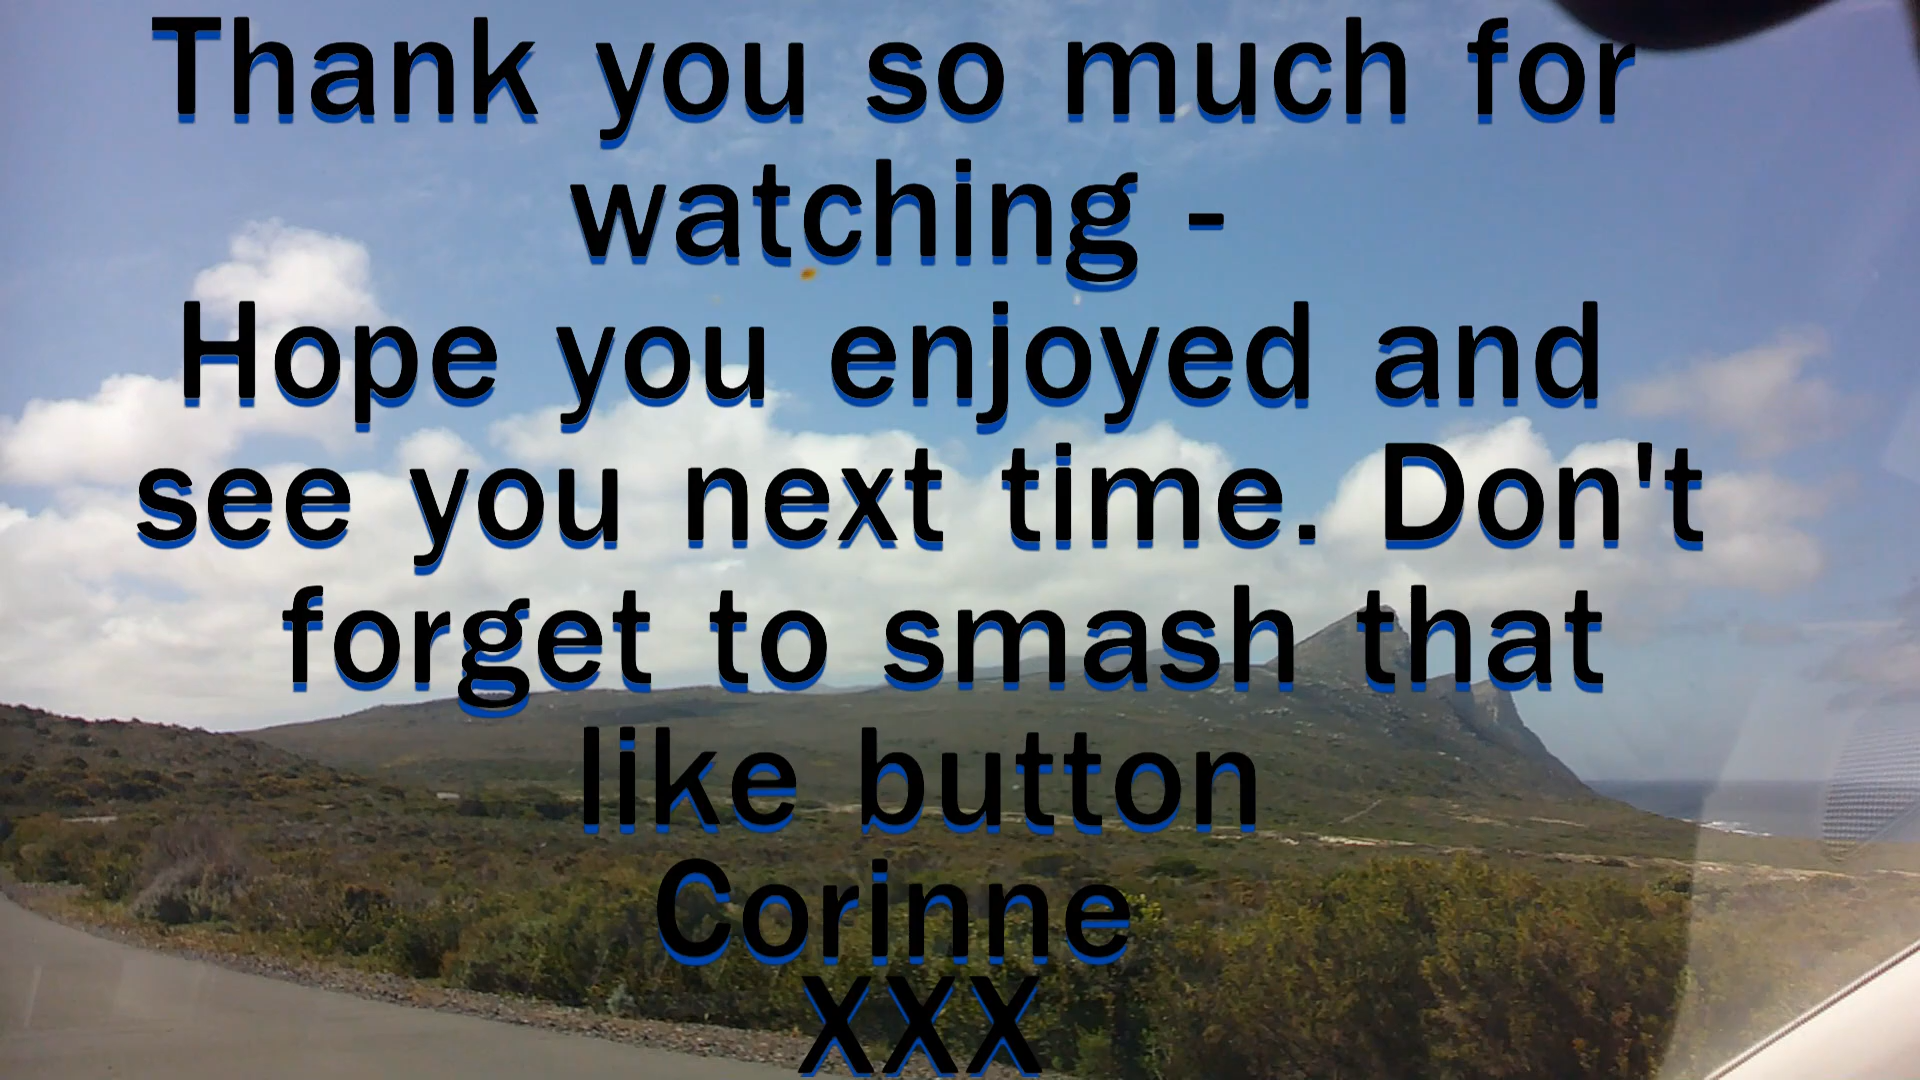 Thank you so much for
watching -
Hope you enjoyed and
see you next time. Don't
forget to smash that
like button
Corinne
XXX